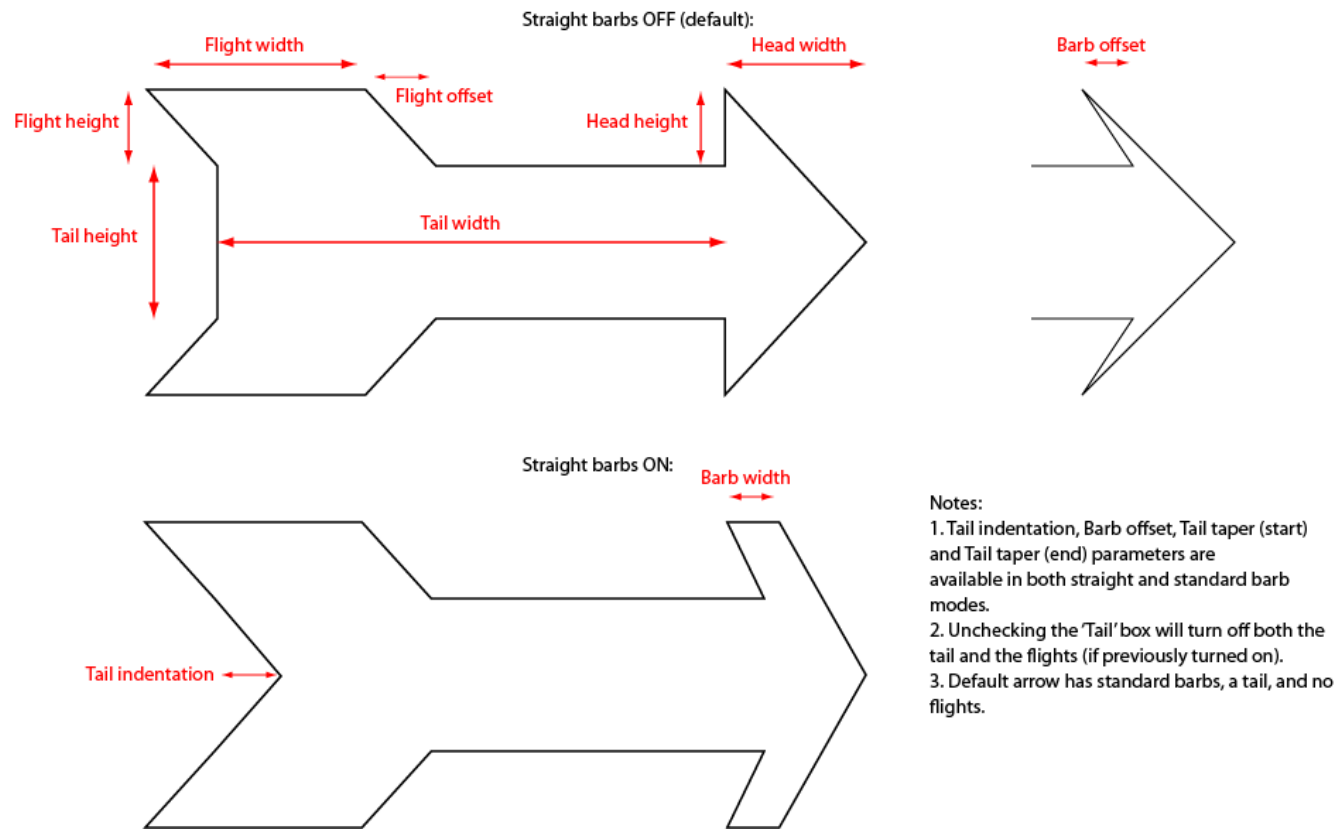 Straight barbs OFF (default):
Flight width
Head width
Barb offset
Flight offset
Flight height
Head height
Tail width
Tail height
Straight barbs ON:
Barb width
Tail indentation
Notes:
1. Tail indentation, Barb offset, Tail taper (start)
and Tail taper (end) parameters are
available in both straight and standard barb
modes.
2. Unchecking the ‘Tail’ box will turn off both the
tail and the flights (if previously turned on).
3. Default arrow has standard barbs, a tail, and no
flights.